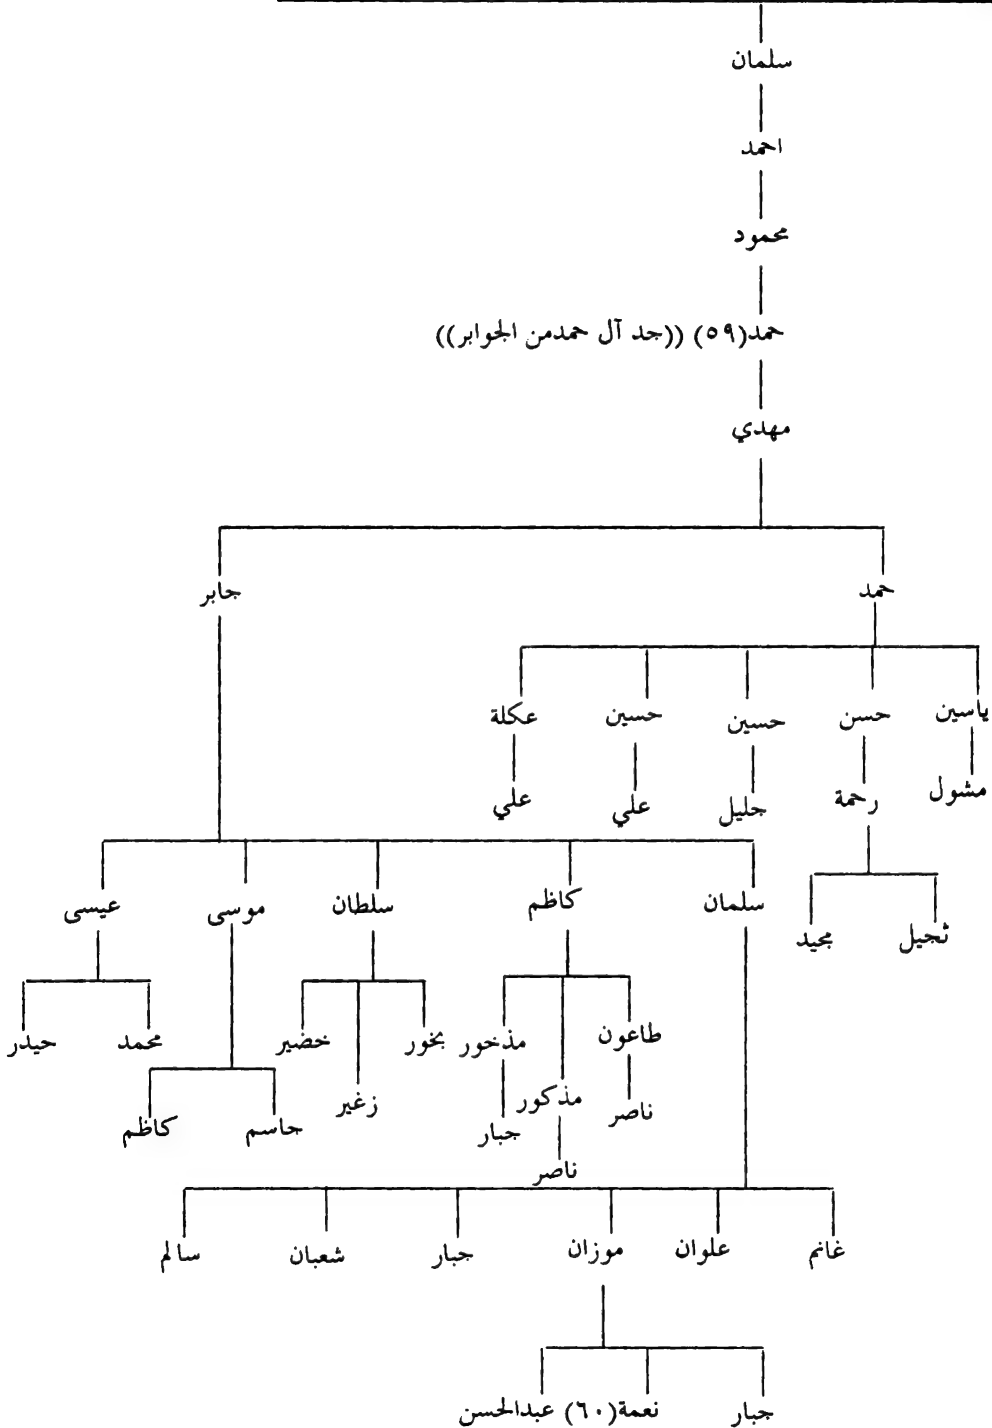 سلمان
احمد
محمود
حمد(٥٩) ((جد آل حمدمن الجوابر))
مهدي
حمد جابر
ياسين حسن حسين حسين عكلة
مشول رحمة جليل علي علي
سلمان كاظم سلطان موسى عيسى
ثجيل مجيد
طاعون مذخور بخور خضير محمد حيدر
ناصر مذكور جبار زغير جاسم كاظم
ناصر
غانم علوان موزان جبار شعبان سالم
جبار نعمة(٦٠) عبدالحسن